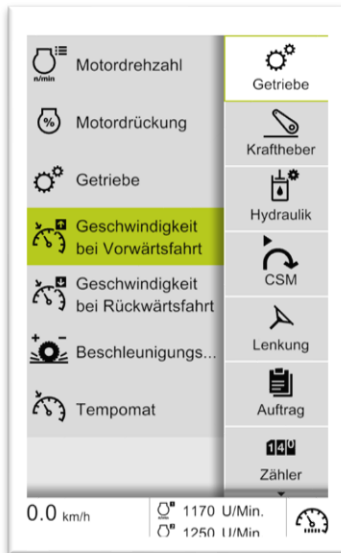 n/min
Motordrehzahl
%
Motordrückung
Getriebe
Geschwindigkeit
bei Vorwärtsfahrt
Geschwindigkeit
bei Rückwärtsfahrt
Beschleunigungs...
Tempomat
Getriebe
Kraftheber
Hydraulik
CSM
Lenkung
Auftrag
140
Zähler
0.0 km/h
1170 U/Min.
1250 U/Min.